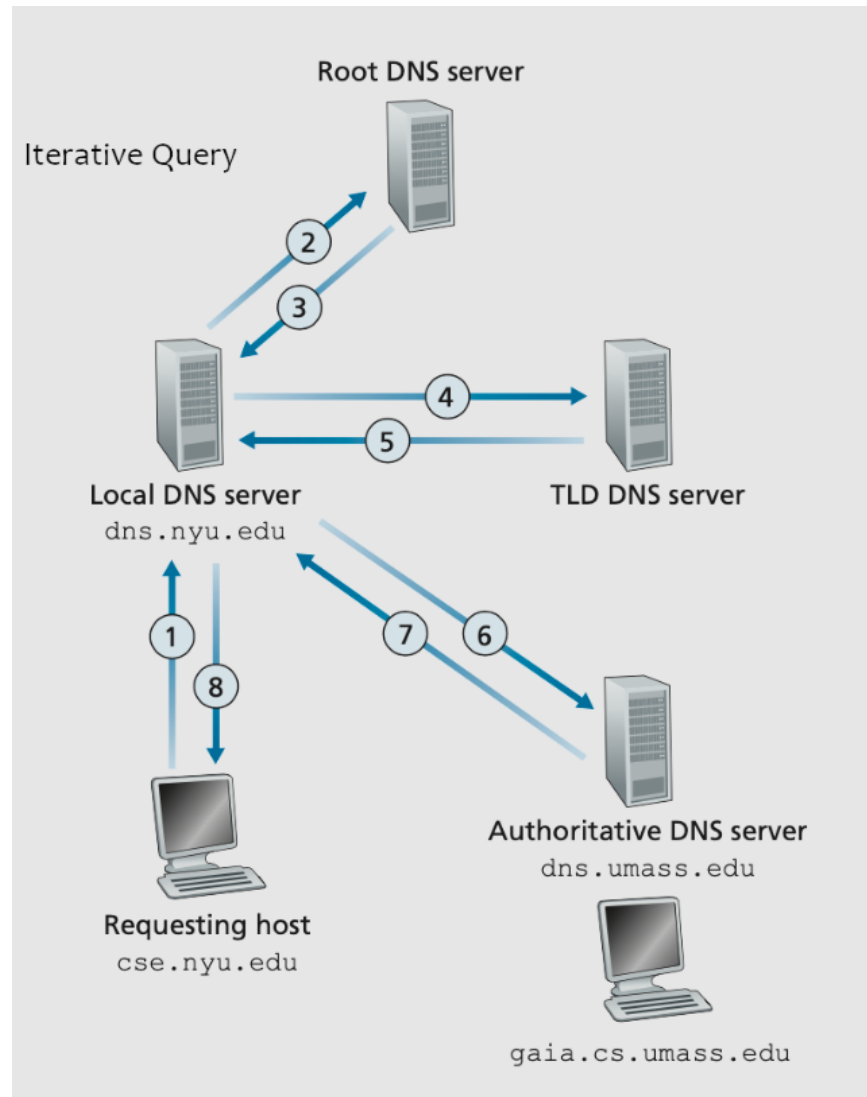 Root DNS server
Iterative Query
2
3
4
5
Local DNS server
dns.nyu.edu
TLD DNS server
1
7
6
8
Authoritative DNS server
dns.umass.edu
Requesting host
cse.nyu.edu
gaia.cs.umass.edu